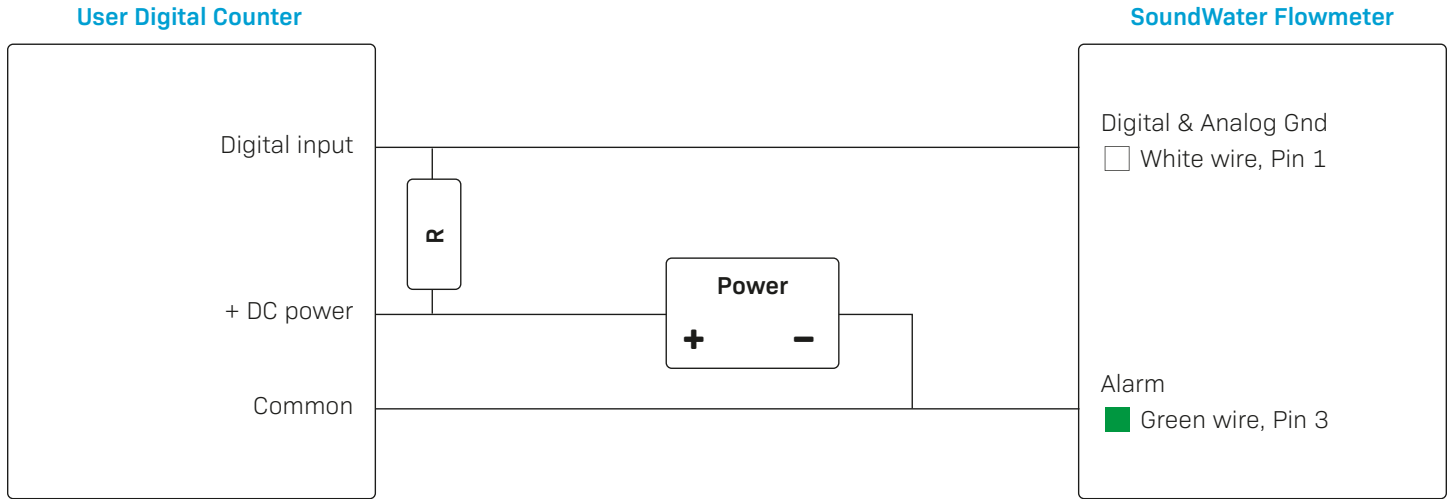 User Digital Counter
SoundWater Flowmeter
Digital input
Digital & Analog Gnd
White wire, Pin 1
R
+ DC power
Power
+ −
Common
Alarm
Green wire, Pin 3